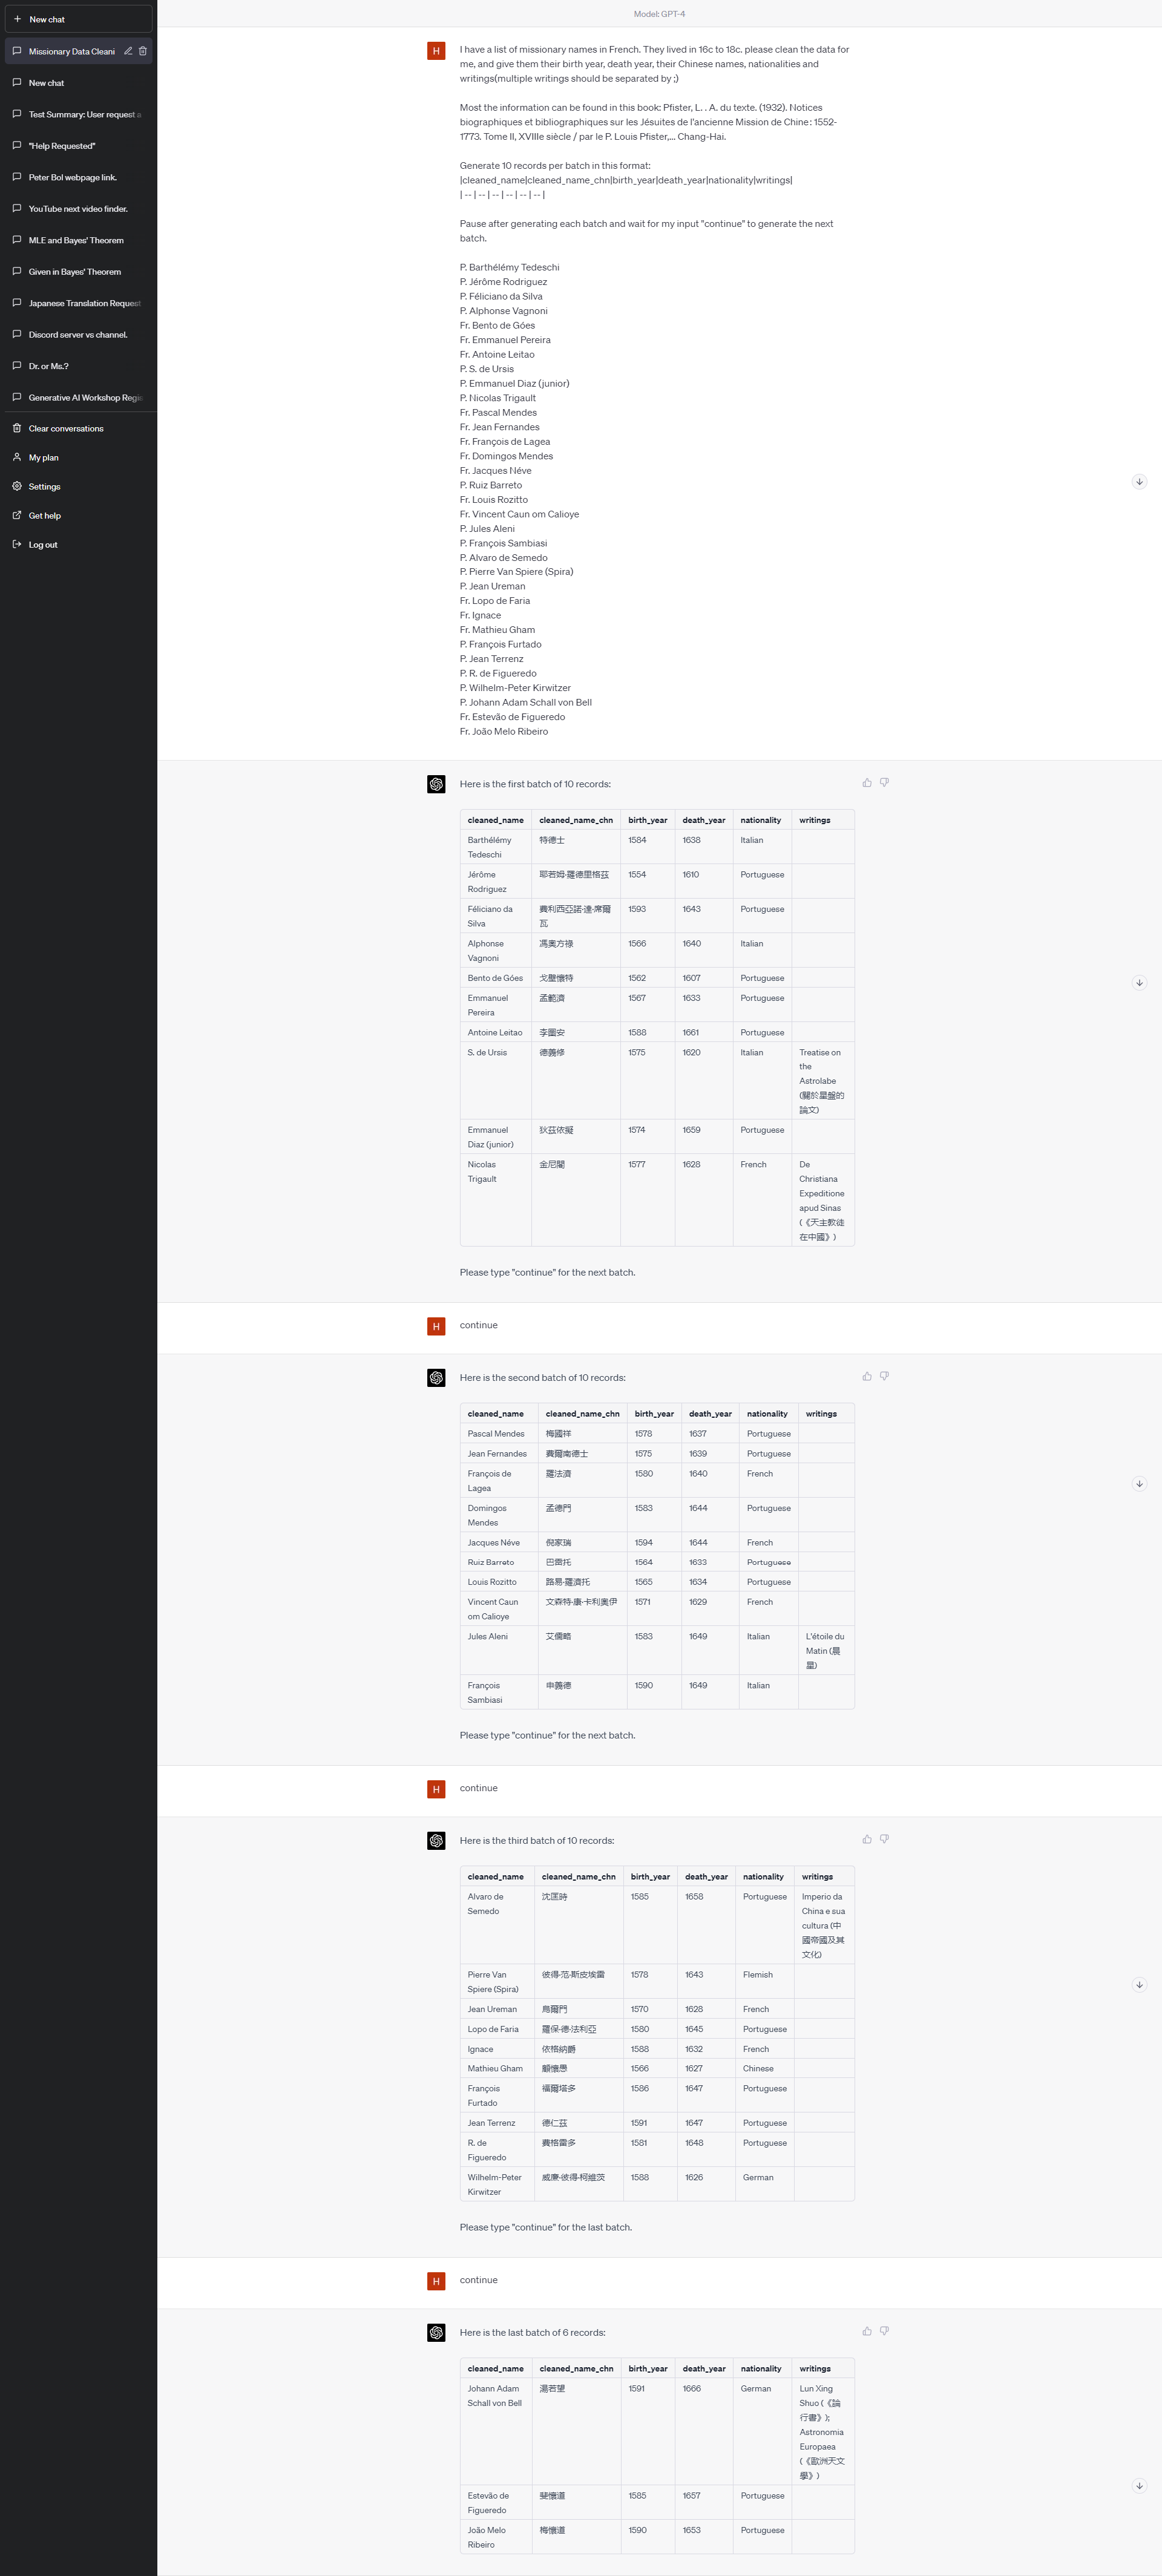 New chat
Missionary Data Cleani
New chat
Test Summary: User request a
"Help Requested"
Peter Bol webpage link.
YouTube next video finder.
MLE and Bayes' Theorem
Given in Bayes' Theorem
Japanese Translation Request
Discord server vs channel.
Dr. or Ms.?
Generative AI Workshop Regis
Clear conversations
My plan
Settings
Get help
Log out
Model: GPT-4
H
I have a list of missionary names in French. They lived in 16c to 18c. please clean the data for
me, and give them their birth year, death year, their Chinese names, nationalities and
writings(multiple writings should be separated by ;)
Most the information can be found in this book: Pfister, L. . A. du texte. (1932). Notices
biographiques et bibliographiques sur les Jésuites de l'ancienne Mission de Chine : 1552-
1773. Tome II, XVIIIe siècle / par le P. Louis Pfister,... Chang-Hai.
Generate 10 records per batch in this format:
|cleaned_name|cleaned_name_chn|birth_year|death_year|nationality|writings|
| -- | -- | -- | -- | -- | -- |
Pause after generating each batch and wait for my input "continue" to generate the next
batch.
P. Barthélémy Tedeschi
P. Jérôme Rodriguez
P. Féliciano da Silva
P. Alphonse Vagnoni
Fr. Bento de Góes
Fr. Emmanuel Pereira
Fr. Antoine Leitao
P. S. de Ursis
P. Emmanuel Diaz (junior)
P. Nicolas Trigault
Fr. Pascal Mendes
Fr. Jean Fernandes
Fr. François de Lagea
Fr. Domingos Mendes
Fr. Jacques Néve
P. Ruiz Barreto
Fr. Louis Rozitto
Fr. Vincent Caun om Calioye
P. Jules Aleni
P. François Sambiasi
P. Alvaro de Semedo
P. Pierre Van Spiere (Spira)
P. Jean Ureman
Fr. Lopo de Faria
Fr. Ignace
Fr. Mathieu Gham
P. François Furtado
P. Jean Terrenz
P. R. de Figueredo
P. Wilhelm-Peter Kirwitzer
P. Johann Adam Schall von Bell
Fr. Estevão de Figueredo
Fr. João Melo Ribeiro
Here is the first batch of 10 records:
cleaned_name cleaned_name_chn birth_year death_year nationality writings
Barthélémy 特德士 1584 1638 Italian
Tedeschi
Jérôme 耶若姆·羅德里格茲 1554 1610 Portuguese
Rodriguez
Féliciano da 費利西亞諾·達·席爾 1593 1643 Portuguese
Silva 瓦
Alphonse 馮奧方祿 1566 1640 Italian
Vagnoni
Bento de Góes 戈璧懷特 1562 1607 Portuguese
Emmanuel 孟範濟 1567 1633 Portuguese
Pereira
Antoine Leitao 李圖安 1588 1661 Portuguese
S. de Ursis 德義修 1575 1620 Italian Treatise on
the
Astrolabe
(關於星盤的
論文)
Emmanuel 狄茲依擬 1574 1659 Portuguese
Diaz (junior)
Nicolas 金尼閣 1577 1628 French De
Trigault Christiana
Expeditione
apud Sinas
(《天主教徒
在中國》)
Please type "continue" for the next batch.
H
continue
Here is the second batch of 10 records:
cleaned_name cleaned_name_chn birth_year death_year nationality writings
Pascal Mendes 梅國祥 1578 1637 Portuguese
Jean Fernandes 費爾南德士 1575 1639 Portuguese
François de 羅法濟 1580 1640 French
Lagea
Domingos 孟德門 1583 1644 Portuguese
Mendes
Jacques Néve 倪家瑞 1594 1644 French
Ruiz Barreto 巴雷托 1564 1633 Portuguese
Louis Rozitto 路易·羅濟托 1565 1634 Portuguese
Vincent Caun 文森特·康·卡利奧伊 1571 1629 French
om Calioye
Jules Aleni 艾儒略 1583 1649 Italian L'étoile du
Matin (晨
星)
François 申義德 1590 1649 Italian
Sambiasi
Please type "continue" for the next batch.
H
continue
Here is the third batch of 10 records:
cleaned_name cleaned_name_chn birth_year death_year nationality writings
Alvaro de 沈匡時 1585 1658 Portuguese Imperio da
Semedo China e sua
cultura (中
國帝國及其
文化)
Pierre Van 彼得·范·斯皮埃雷 1578 1643 Flemish
Spiere (Spira)
Jean Ureman 烏爾門 1570 1628 French
Lopo de Faria 羅保·德·法利亞 1580 1645 Portuguese
Ignace 依格納爵 1588 1632 French
Mathieu Gham 顧懷愚 1566 1627 Chinese
François 福爾塔多 1586 1647 Portuguese
Furtado
Jean Terrenz 德仁茲 1591 1647 Portuguese
R. de 費格雷多 1581 1648 Portuguese
Figueredo
Wilhelm-Peter 威廉·彼得·柯維茨 1588 1626 German
Kirwitzer
Please type "continue" for the last batch.
H
continue
Here is the last batch of 6 records:
cleaned_name cleaned_name_chn birth_year death_year nationality writings
Johann Adam 湯若望 1591 1666 German Lun Xing
Schall von Bell Shuo (《論
行書》);
Astronomia
Europaea
(《歐洲天文
學》)
Estevão de 斐懷道 1585 1657 Portuguese
Figueredo
João Melo 梅懷道 1590 1653 Portuguese
Ribeiro